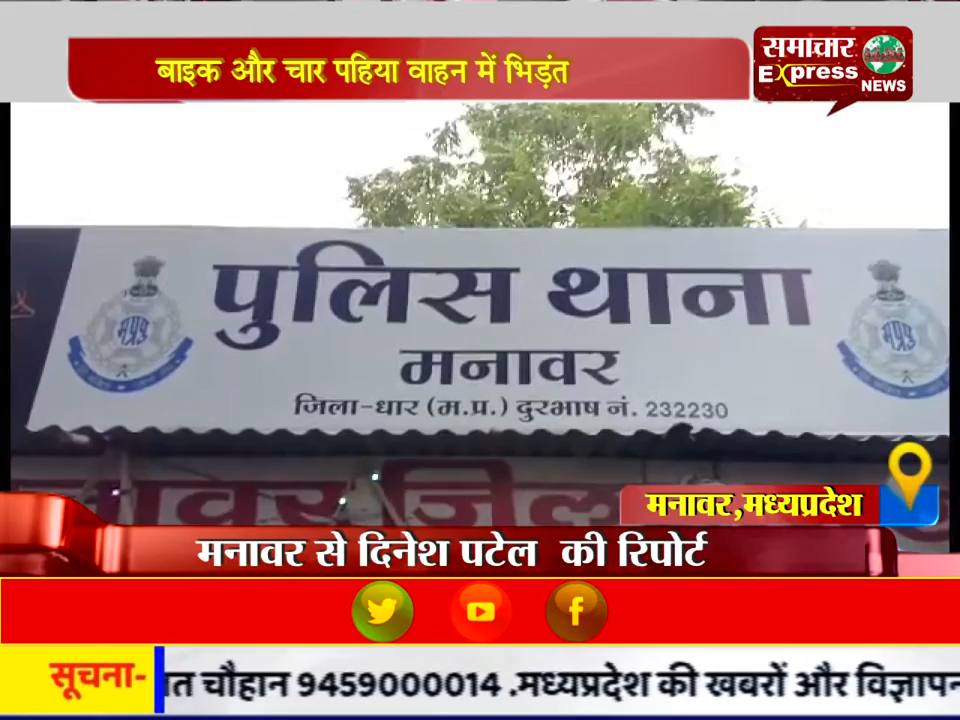 बाइक और चार पहिया वाहन में भिड़ंत
समाचार
Express
NEWS
पुलिस थाना
मनावर
जिला-धार (म.प्र.) दुरभाष नं. 232230
मनावर,मध्यप्रदेश
मनावर से दिनेश पटेल की रिपोर्ट
सूचना- त चौहान 9459000014 .मध्यप्रदेश की खबरों और विज्ञापन